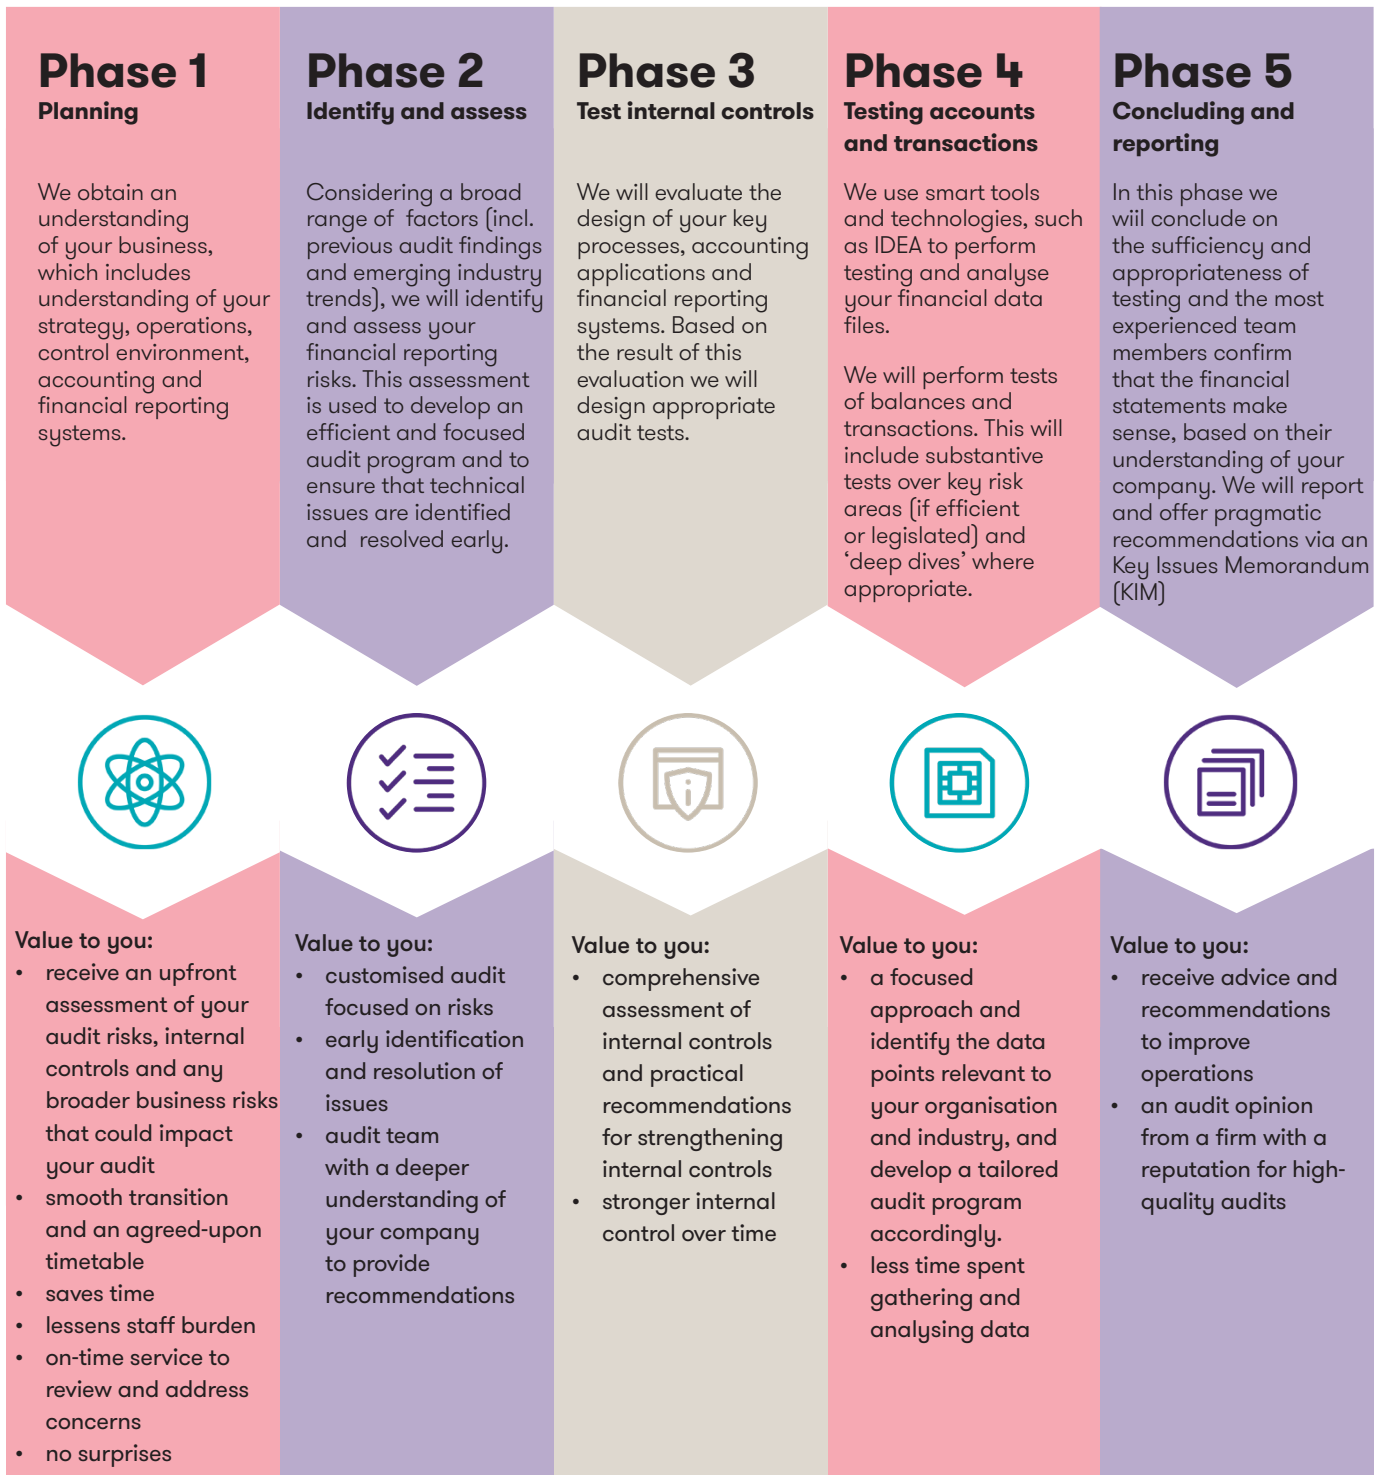 Phase 1
Planning
We obtain an
understanding
of your business,
which includes
understanding of your
strategy, operations,
control environment,
accounting and
financial reporting
systems.
Phase 2
Identify and assess
Considering a broad
range of factors (incl.
previous audit findings
and emerging industry
trends), we will identify
and assess your
financial reporting
risks. This assessment
is used to develop an
efficient and focused
audit program and to
ensure that technical
issues are identified
and resolved early.
Phase 3
Test internal controls
We will evaluate the
design of your key
processes, accounting
applications and
financial reporting
systems. Based on
the result of this
evaluation we will
design appropriate
audit tests.
Phase 4
Testing accounts
and transactions
We use smart tools
and technologies, such
as IDEA to perform
testing and analyse
your financial data
files.
We will perform tests
of balances and
transactions. This will
include substantive
tests over key risk
areas (if efficient
or legislated) and
‘deep dives’ where
appropriate.
Phase 5
Concluding and
reporting
In this phase we
wiil conclude on
the sufficiency and
appropriateness of
testing and the most
experienced team
members confirm
that the financial
statements make
sense, based on their
understanding of your
company. We will report
and offer pragmatic
recommendations via an
Key Issues Memorandum
(KIM)
Value to you:
• receive an upfront
assessment of your
audit risks, internal
controls and any
broader business risks
that could impact
your audit
• smooth transition
and an agreed-upon
timetable
• saves time
• lessens staff burden
• on-time service to
review and address
concerns
• no surprises
Value to you:
• customised audit
focused on risks
• early identification
and resolution of
issues
• audit team
with a deeper
understanding of
your company
to provide
recommendations
Value to you:
• comprehensive
assessment of
internal controls
and practical
recommendations
for strengthening
internal controls
• stronger internal
control over time
Value to you:
• a focused
approach and
identify the data
points relevant to
your organisation
and industry, and
develop a tailored
audit program
accordingly.
• less time spent
gathering and
analysing data
Value to you:
• receive advice and
recommendations
to improve
operations
• an audit opinion
from a firm with a
reputation for high-
quality audits